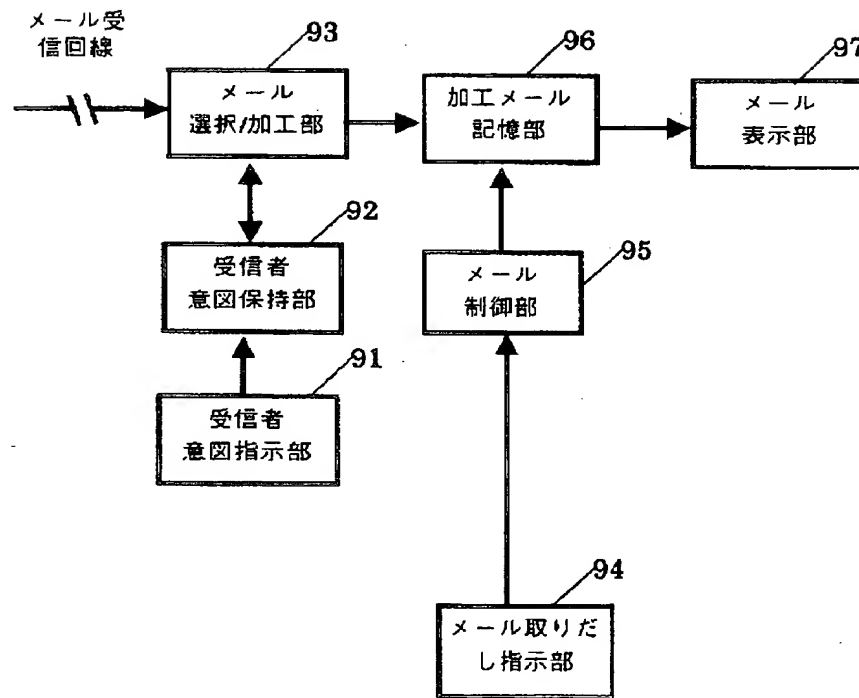 メール受
信回線
93
メール
選択/加工部
96
加工メール
記憶部
97
メール
表示部
92
受信者
意図保持部
95
メール
制御部
91
受信者
意図指示部
94
メール取りだ
し指示部